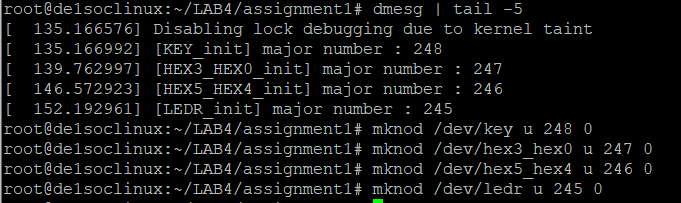 root@de1soclinux:~/LAB4/assignment1# dmesg | tail -5
[  135.166576] Disabling lock debugging due to kernel taint
[  135.166992] [KEY_init] major number : 248
[  139.762997] [HEX3_HEX0_init] major number : 247
[  146.572923] [HEX5_HEX4_init] major number : 246
[  152.192961] [LEDR_init] major number : 245
root@de1soclinux:~/LAB4/assignment1# mknod /dev/key u 248 0
root@de1soclinux:~/LAB4/assignment1# mknod /dev/hex3_hex0 u 247 0
root@de1soclinux:~/LAB4/assignment1# mknod /dev/hex5_hex4 u 246 0
root@de1soclinux:~/LAB4/assignment1# mknod /dev/ledr u 245 0